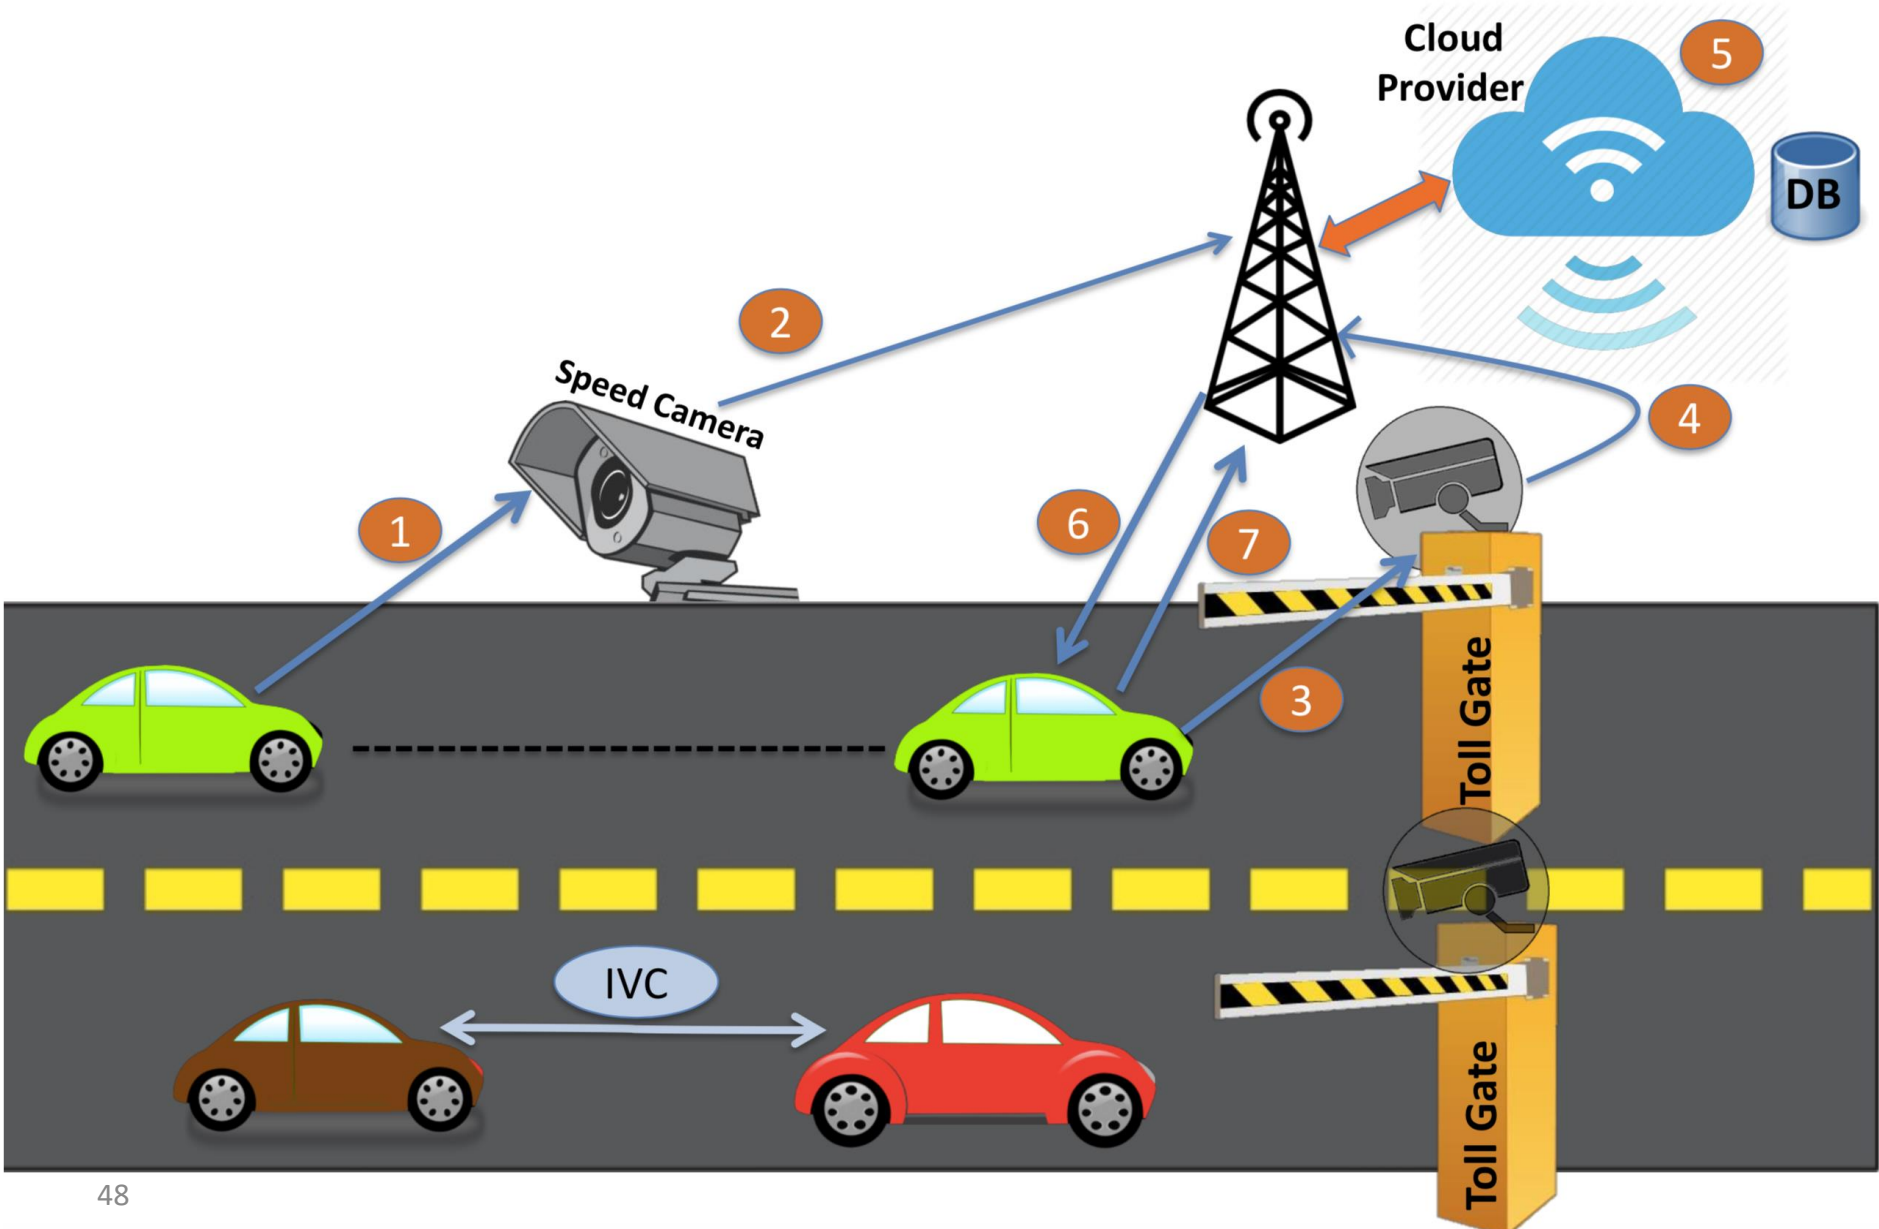 Cloud
Provider
5
DB
2
4
Speed Camera
1
6
7
3
Toll Gate
IVC
Toll Gate
48